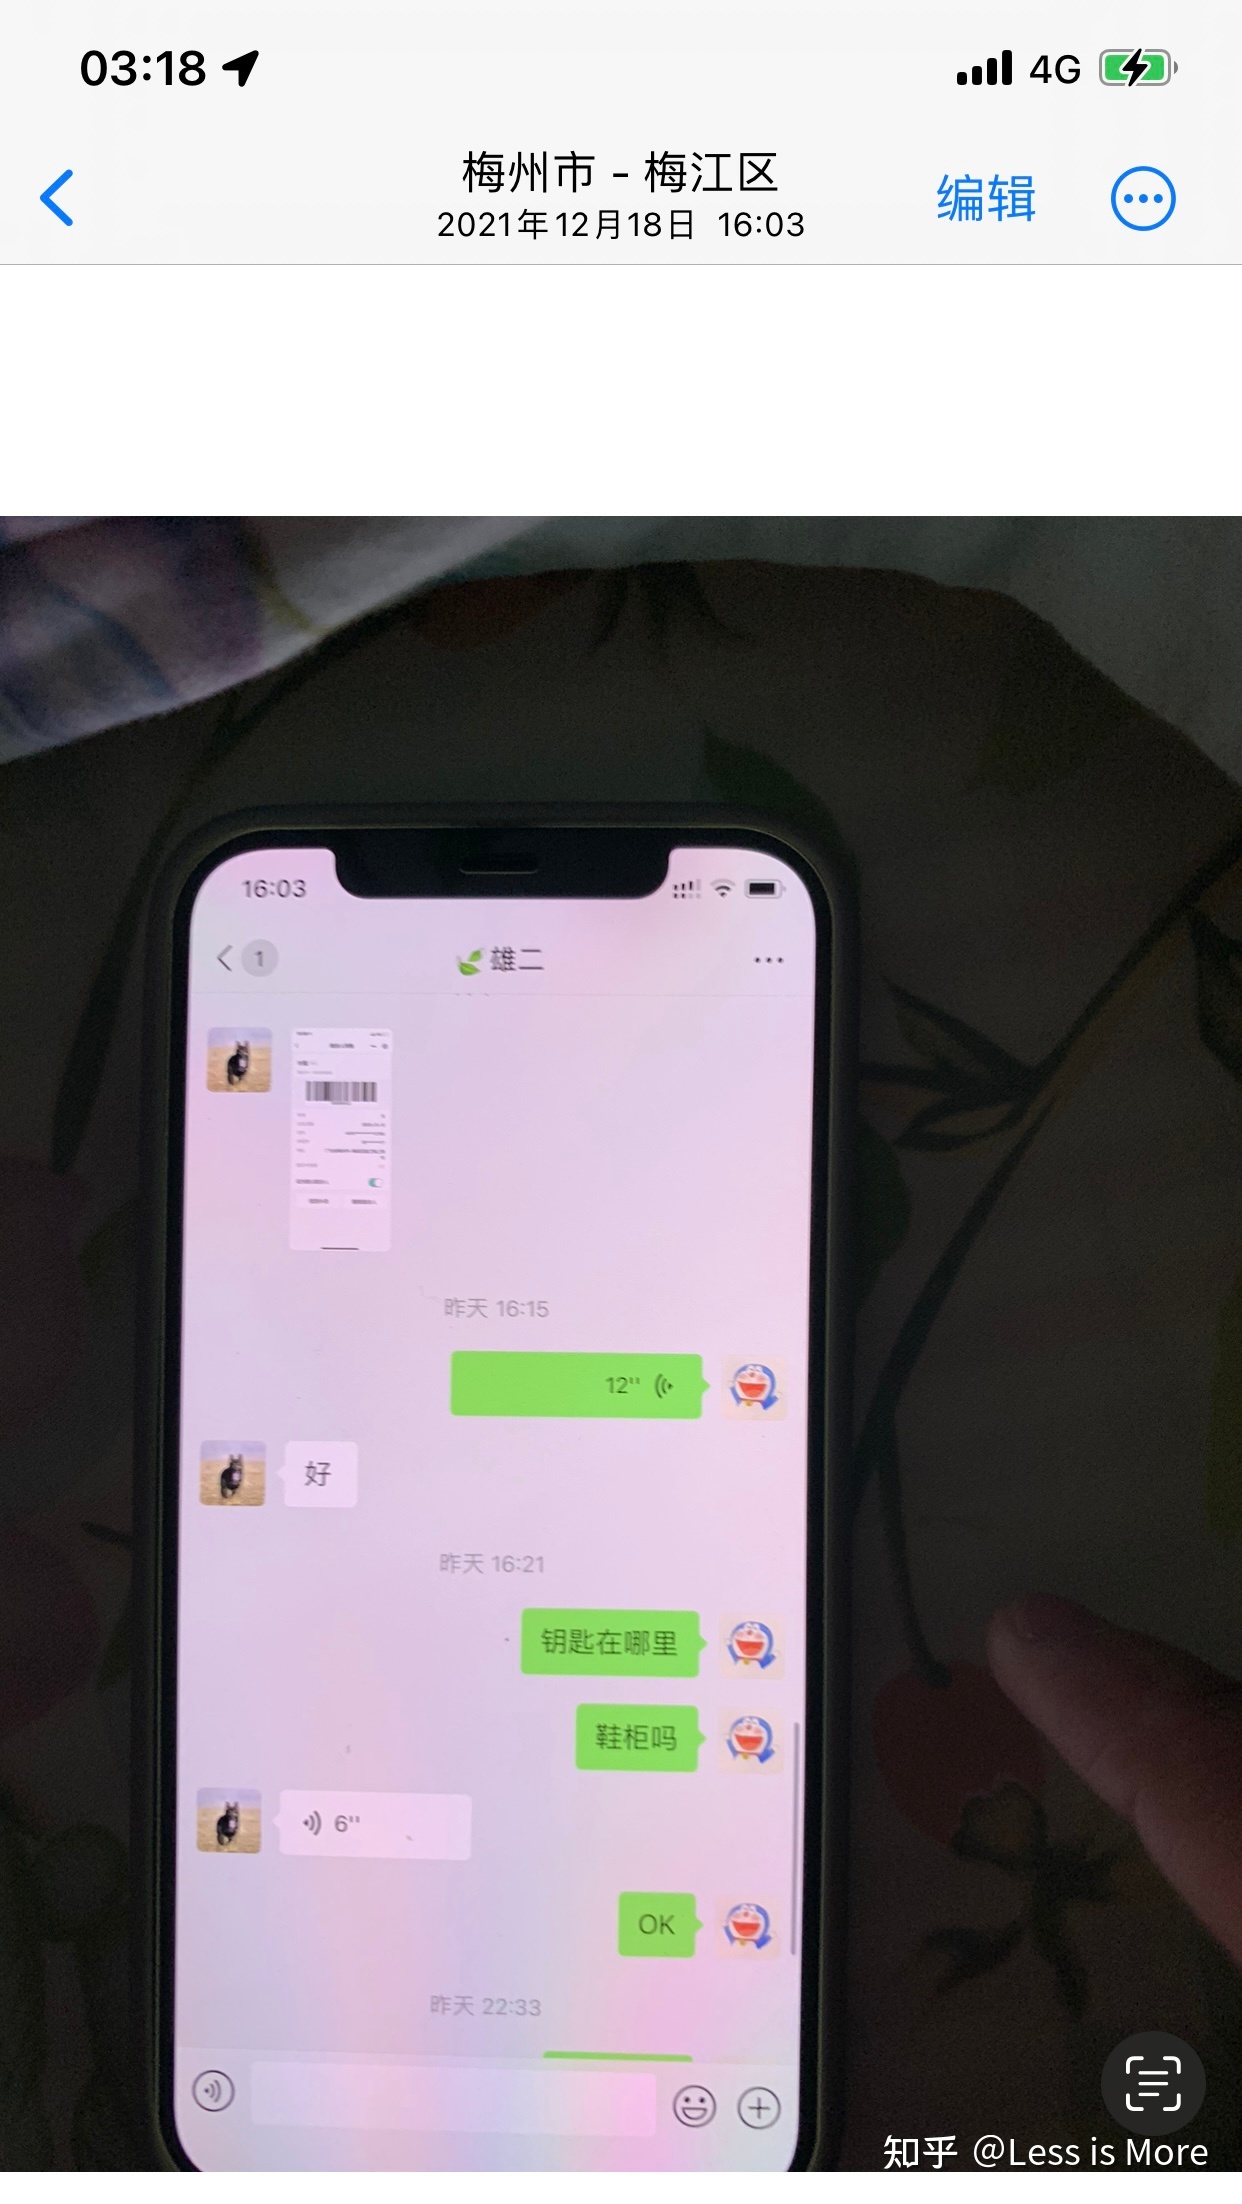 03:18
4G
梅州市 - 梅江区
2021年12月18日 16:03
编辑
16:03
1
雄二
昨天 16:15
12"
好
昨天 16:21
钥匙在哪里
鞋柜吗
6"
OK
昨天 22:33
知乎 @Less is More